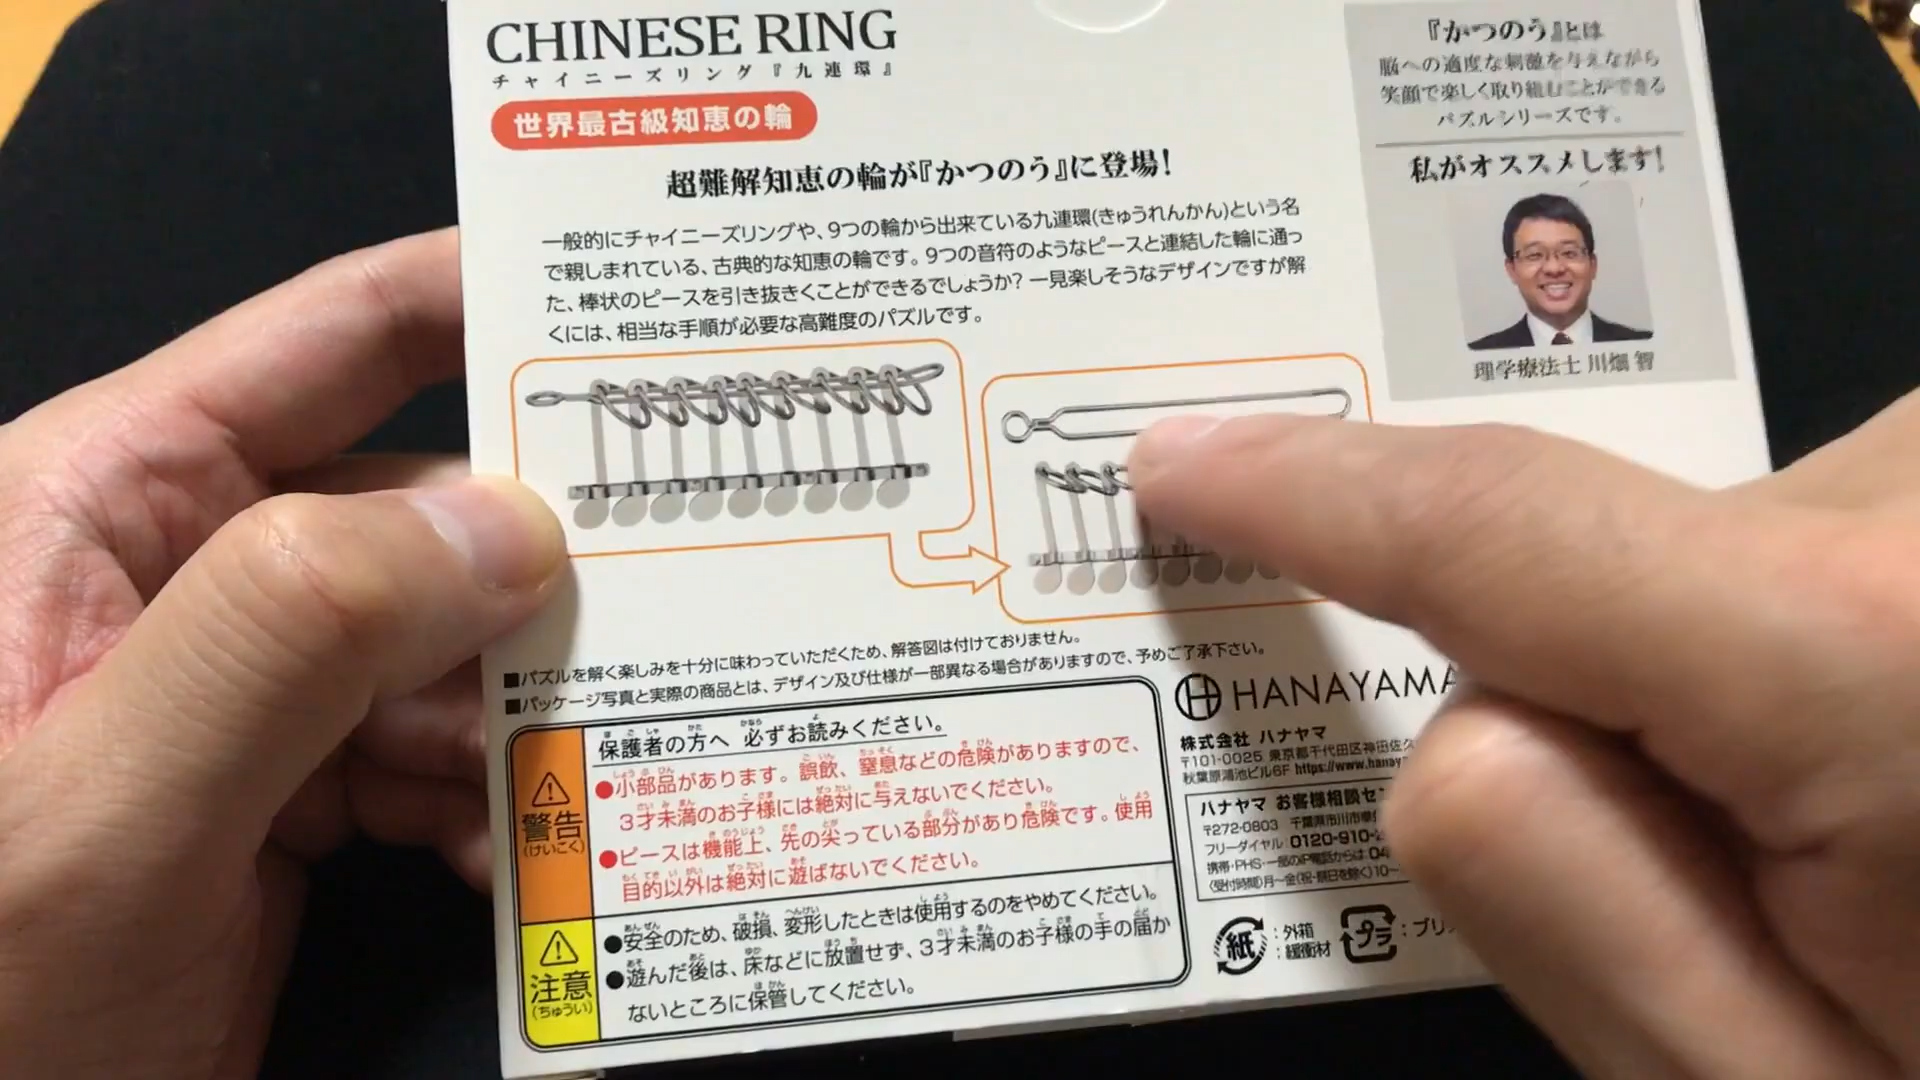 CHINESE RING
チャイニーズリング『九連環』
世界最古級知恵の輪
超難解知恵の輪が『かつのう』に登場!
一般的にチャイニーズリングや、9つの輪から出来ている九連環(きゅうれんかん)という名
で親しまれている、古典的な知恵の輪です。9つの音符のようなピースと連結した輪に通っ
た、棒状のピースを引き抜きくことができるでしょうか? 一見楽しそうなデザインですが解
くには、相当な手順が必要な高難度のパズルです。
『かつのう』とは
脳への適度な刺激を与えながら
笑顔で楽しく取り組むことができる
パズルシリーズです。
私がオススメします!
理学療法士 川畑 智
■パズルを解く楽しみを十分に味わっていただくため、解答図は付けておりません。
■パッケージ写真と実際の商品とは、デザイン及び仕様が一部異なる場合がありますので、予めご了承下さい。
警告
(けいこく)
保護者の方へ 必ずお読みください。
●小部品があります。誤飲、窒息などの危険がありますので、
3才未満のお子様には絶対に与えないでください。
●ピースは機能上、先の尖っている部分があり危険です。使用
目的以外は絶対に遊ばないでください。
注意
(ちゅうい)
●安全のため、破損、変形したときは使用するのをやめてください。
●遊んだ後は、床などに放置せず、3才未満のお子様の手の届か
ないところに保管してください。
HANAYAMA
株式会社 ハナヤマ
〒101-0025 東京都千代田区神田佐久
秋葉原鴻池ビル6F https://www.hanay
ハナヤマ お客様相談セン
〒272-0803 千葉県市川市奉
フリーダイヤル:0120-910-
携帯・PHS・一部のIP電話からは:04
(受付時間)月〜金(祝・祭日を除く)10〜
紙:外箱
:緩衝材
プラ:ブリ